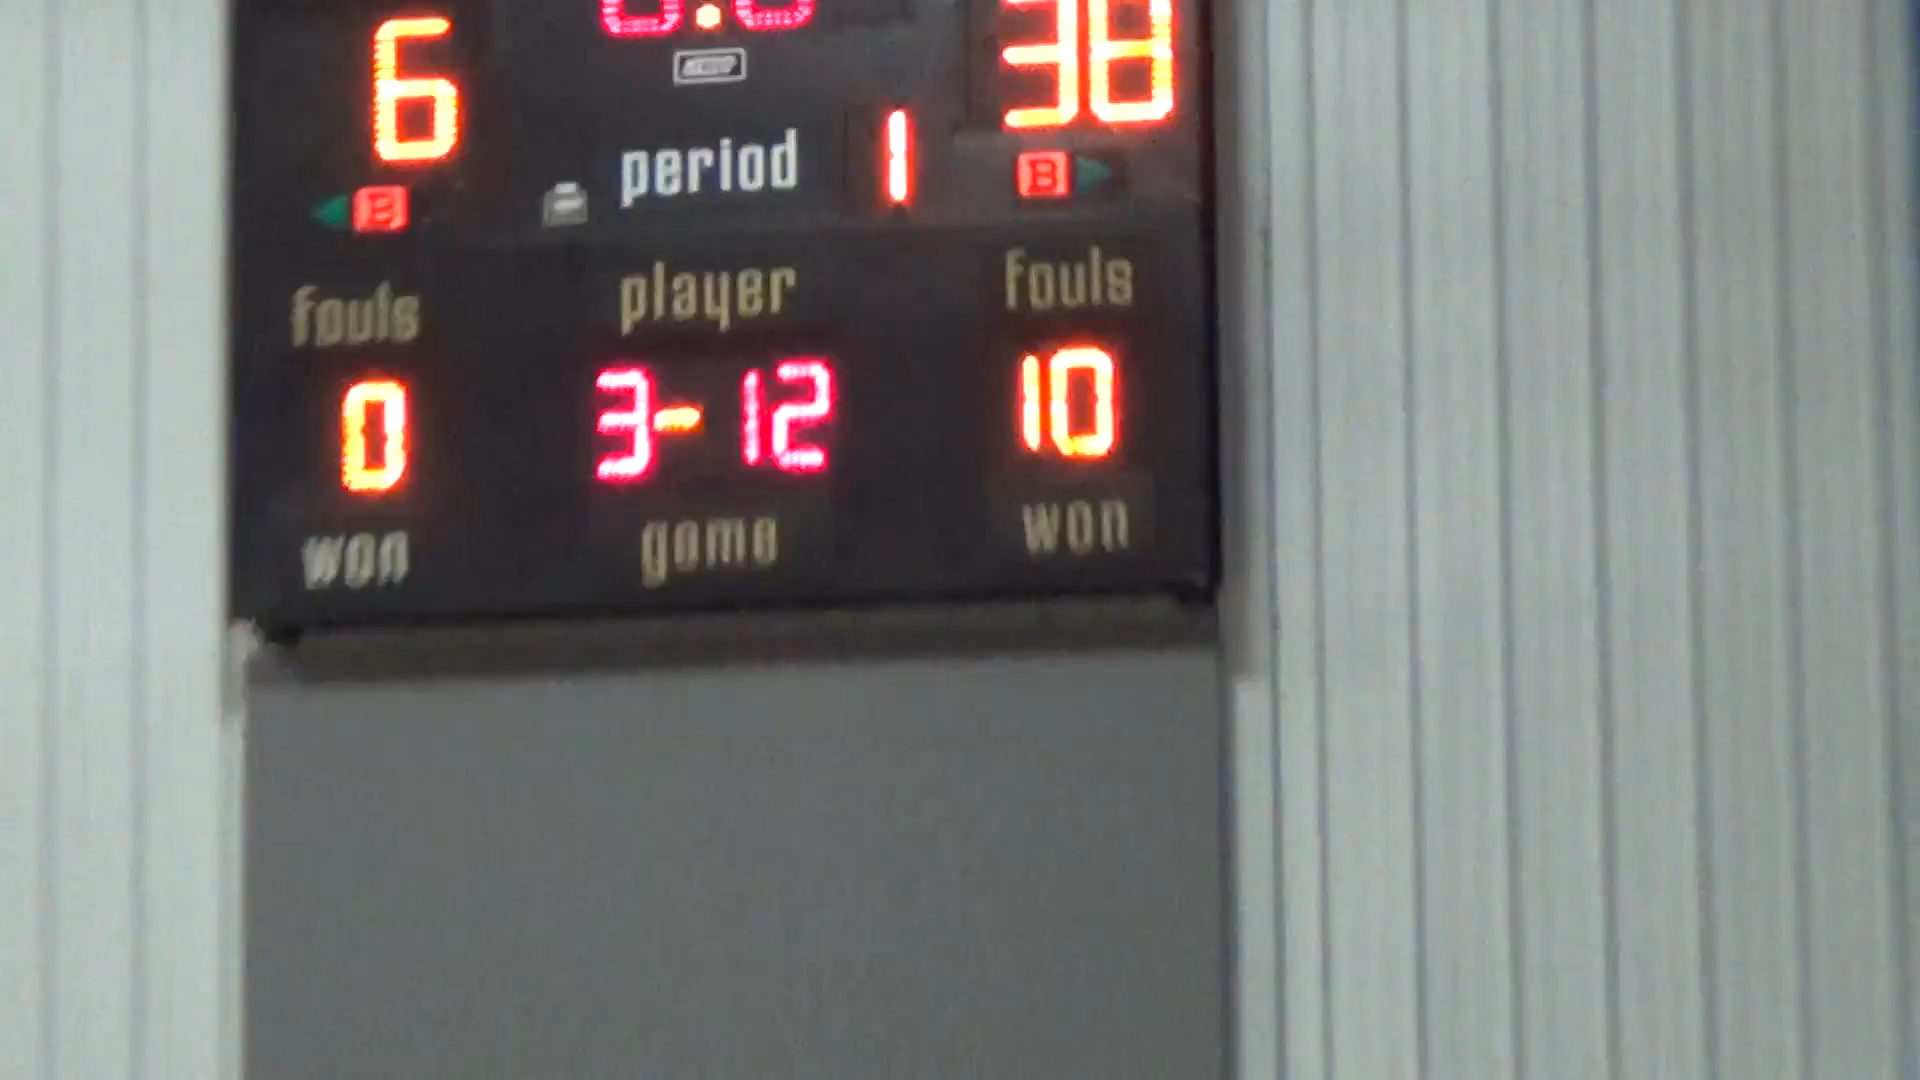 6 38
period 1
B B
fouls player fouls
0 3-12 10
won game won